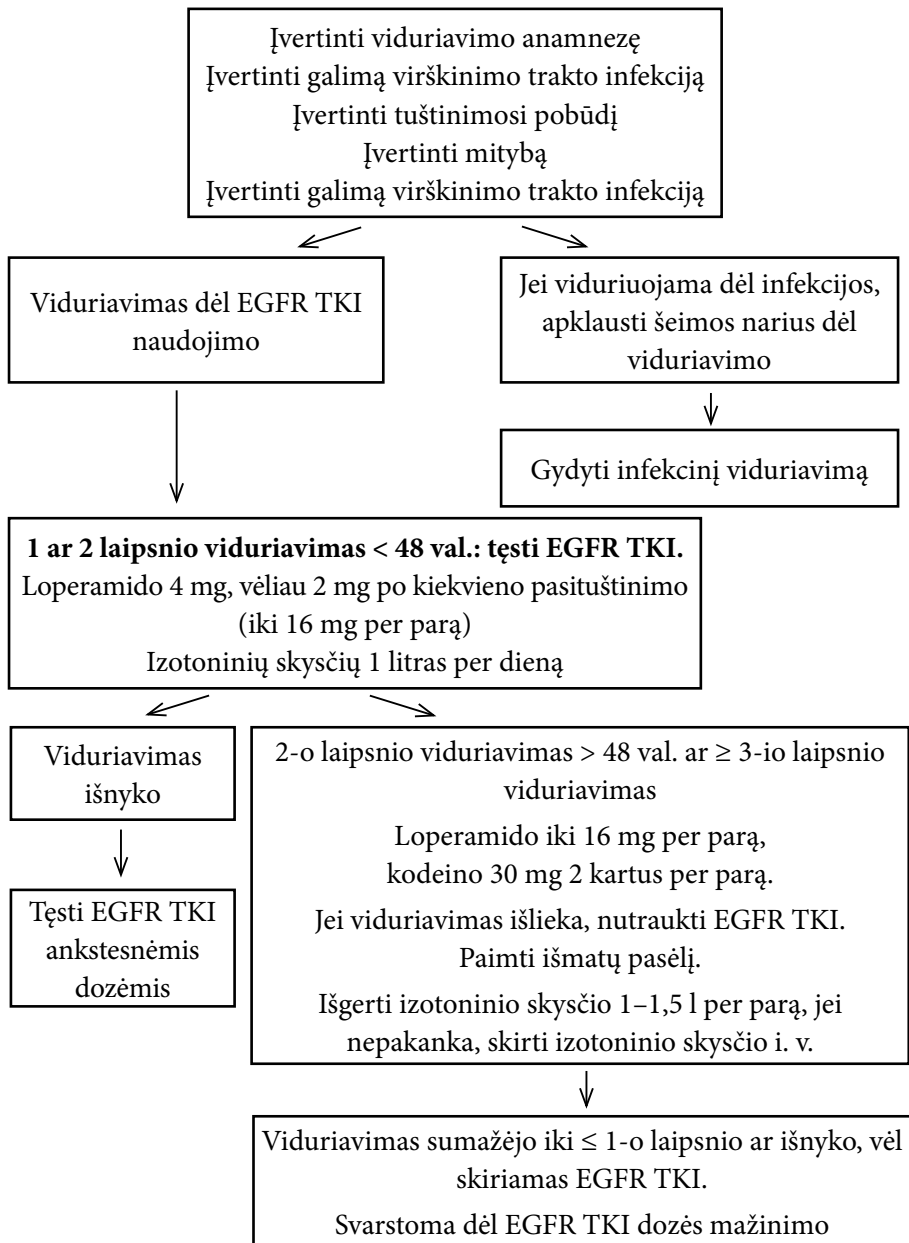 Įvertinti viduriavimo anamnezę
Įvertinti galimą virškinimo trakto infekciją
Įvertinti tuštinimosi pobūdį
Įvertinti mitybą
Įvertinti galimą virškinimo trakto infekciją
Viduriavimas dėl EGFR TKI
naudojimo
Jei viduriuojama dėl infekcijos,
apklausti šeimos narius dėl
viduriavimo
Gydyti infekcinį viduriavimą
1 ar 2 laipsnio viduriavimas < 48 val.: tęsti EGFR TKI.
Loperamido 4 mg, vėliau 2 mg po kiekvieno pasituštinimo
(iki 16 mg per parą)
Izotoninių skysčių 1 litras per dieną
Viduriavimas
išnyko
Tęsti EGFR TKI
ankstesnėmis
dozėmis
2-o laipsnio viduriavimas > 48 val. ar ≥ 3-io laipsnio
viduriavimas
Loperamido iki 16 mg per parą,
kodeino 30 mg 2 kartus per parą.
Jei viduriavimas išlieka, nutraukti EGFR TKI.
Paimti išmatų pasėlį.
Išgerti izotoninio skysčio 1–1,5 l per parą, jei
nepakanka, skirti izotoninio skysčio i. v.
Viduriavimas sumažėjo iki ≤ 1-o laipsnio ar išnyko, vėl
skiriamas EGFR TKI.
Svarstoma dėl EGFR TKI dozės mažinimo